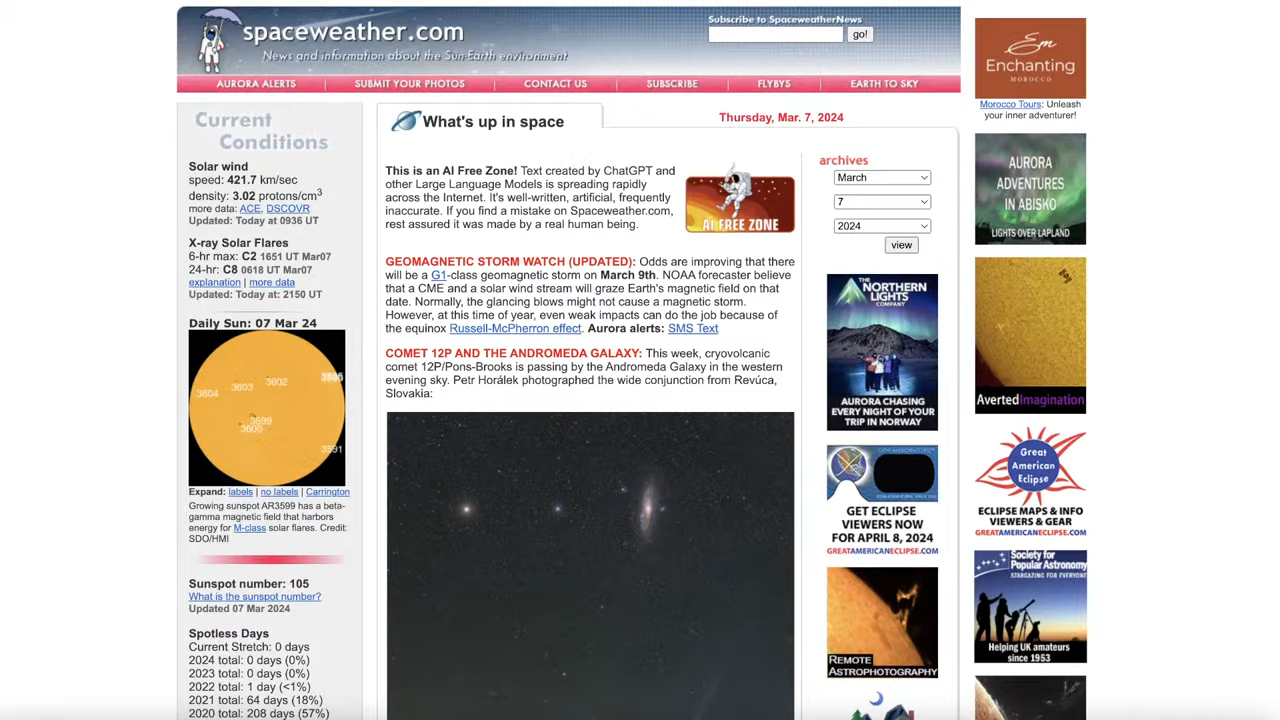 spaceweather.com
News and information about the Sun-Earth environment
Subscribe to SpaceweatherNews
go!
AURORA ALERTS
SUBMIT YOUR PHOTOS
CONTACT US
SUBSCRIBE
FLYBYS
EARTH TO SKY
Current
Conditions
Solar wind
speed: 421.7 km/sec
density: 3.02 protons/cm3
more data: ACE, DSCOVR
Updated: Today at 0936 UT
X-ray Solar Flares
6-hr max: C2 1651 UT Mar07
24-hr: C8 0618 UT Mar07
explanation | more data
Updated: Today at: 2150 UT
Daily Sun: 07 Mar 24
3604
3603
3602
3599
3600
3591
Expand: labels | no labels | Carrington
Growing sunspot AR3599 has a beta-
gamma magnetic field that harbors
energy for M-class solar flares. Credit:
SDO/HMI
Sunspot number: 105
What is the sunspot number?
Updated 07 Mar 2024
Spotless Days
Current Stretch: 0 days
2024 total: 0 days (0%)
2023 total: 0 days (0%)
2022 total: 1 day (<1%)
2021 total: 64 days (18%)
2020 total: 208 days (57%)
What's up in space
Thursday, Mar. 7, 2024
This is an AI Free Zone! Text created by ChatGPT and
other Large Language Models is spreading rapidly
across the Internet. It's well-written, artificial, frequently
inaccurate. If you find a mistake on Spaceweather.com,
rest assured it was made by a real human being.
AI FREE ZONE
GEOMAGNETIC STORM WATCH (UPDATED): Odds are improving that there
will be a G1-class geomagnetic storm on March 9th. NOAA forecaster believe
that a CME and a solar wind stream will graze Earth's magnetic field on that
date. Normally, the glancing blows might not cause a magnetic storm.
However, at this time of year, even weak impacts can do the job because of
the equinox Russell-McPherron effect. Aurora alerts: SMS Text
COMET 12P AND THE ANDROMEDA GALAXY: This week, cryovolcanic
comet 12P/Pons-Brooks is passing by the Andromeda Galaxy in the western
evening sky. Petr Horálek photographed the wide conjunction from Revúca,
Slovakia:
archives
March
7
2024
view
THE
NORTHERN
LIGHTS
COMPANY
AURORA CHASING
EVERY NIGHT OF YOUR
TRIP IN NORWAY
GET ECLIPSE
VIEWERS NOW
FOR APRIL 8, 2024
GREATAMERICANECLIPSE.COM
REMOTE
ASTROPHOTOGRAPHY
Em
Enchanting
MOROCCO
Morocco Tours: Unleash
your inner adventurer!
AURORA
ADVENTURES
IN ABISKO
LIGHTS OVER LAPLAND
AvertedImagination
Great
American
Eclipse
ECLIPSE MAPS & INFO
VIEWERS & GEAR
GREATAMERICANECLIPSE.COM
Society for
Popular Astronomy
STARGAZING FOR EVERYONE
Helping UK amateurs
since 1953